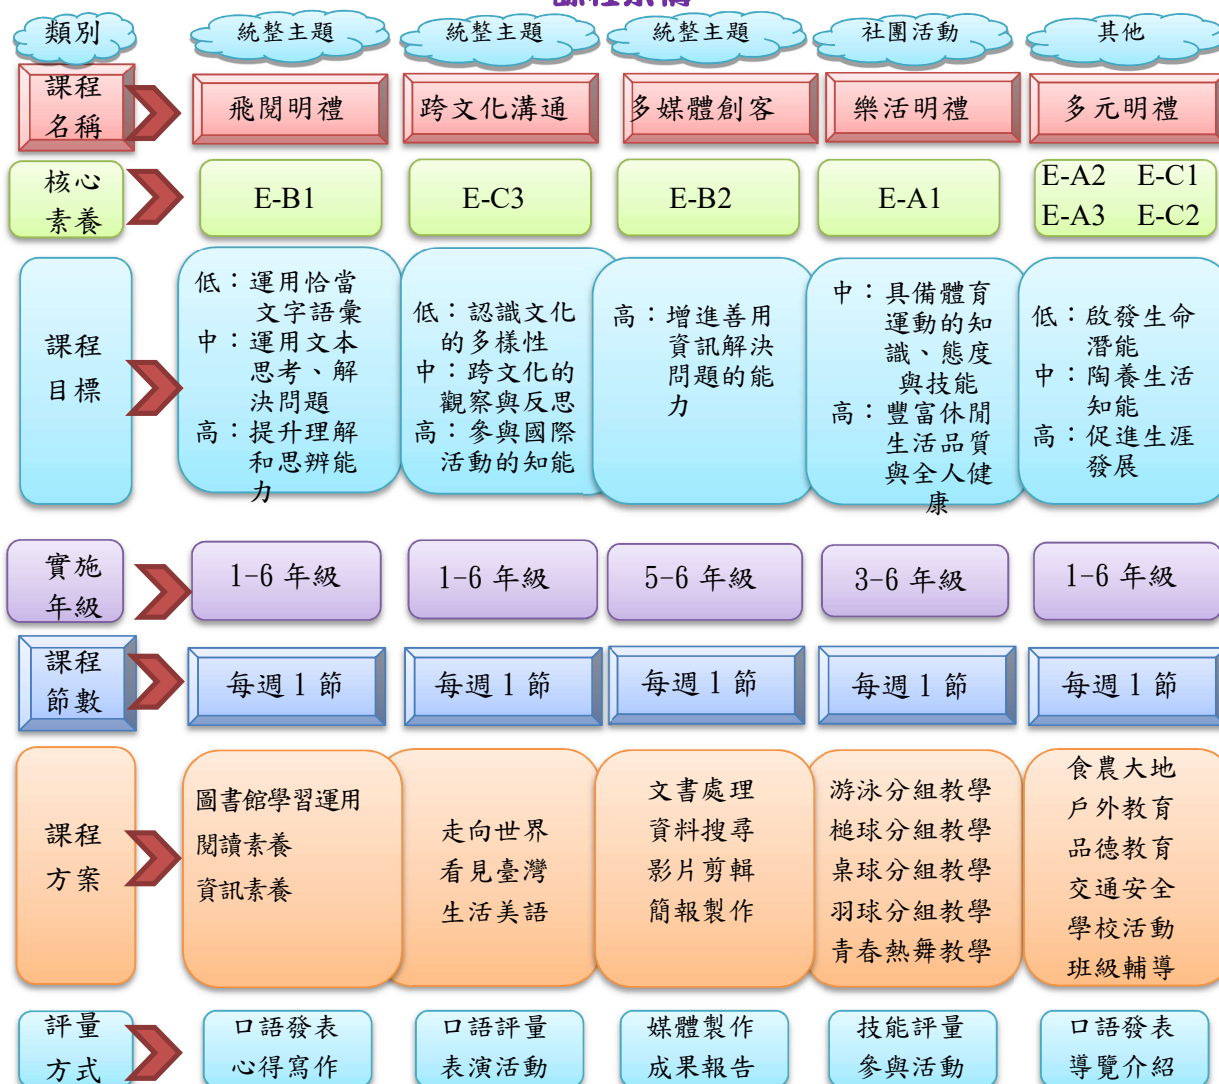 課程架構
類別
統整主題
統整主題
統整主題
社團活動
其他
課程
名稱
飛閱明禮
跨文化溝通
多媒體創客
樂活明禮
多元明禮
核心
素養
E-B1
E-C3
E-B2
E-A1
E-A2 E-C1
E-A3 E-C2
課程
目標
低：運用恰當
文字語彙
中：運用文本
思考、解
決問題
高：提升理解
和思辨能
力
低：認識文化
的多樣性
中：跨文化的
觀察與反思
高：參與國際
活動的知能
高：增進善用
資訊解決
問題的能
力
中：具備體育
運動的知
識、態度
與技能
高：豐富休閒
生活品質
與全人健
康
低：啟發生命
潛能
中：陶養生活
知能
高：促進生涯
發展
實施
年級
1-6 年級
1-6 年級
5-6 年級
3-6 年級
1-6 年級
課程
節數
每週 1 節
每週 1 節
每週 1 節
每週 1 節
每週 1 節
課程
方案
圖書館學習運用
閱讀素養
資訊素養
走向世界
看見臺灣
生活美語
文書處理
資料搜尋
影片剪輯
簡報製作
游泳分組教學
槌球分組教學
桌球分組教學
羽球分組教學
青春熱舞教學
食農大地
戶外教育
品德教育
交通安全
學校活動
班級輔導
評量
方式
口語發表
心得寫作
口語評量
表演活動
媒體製作
成果報告
技能評量
參與活動
口語發表
導覽介紹